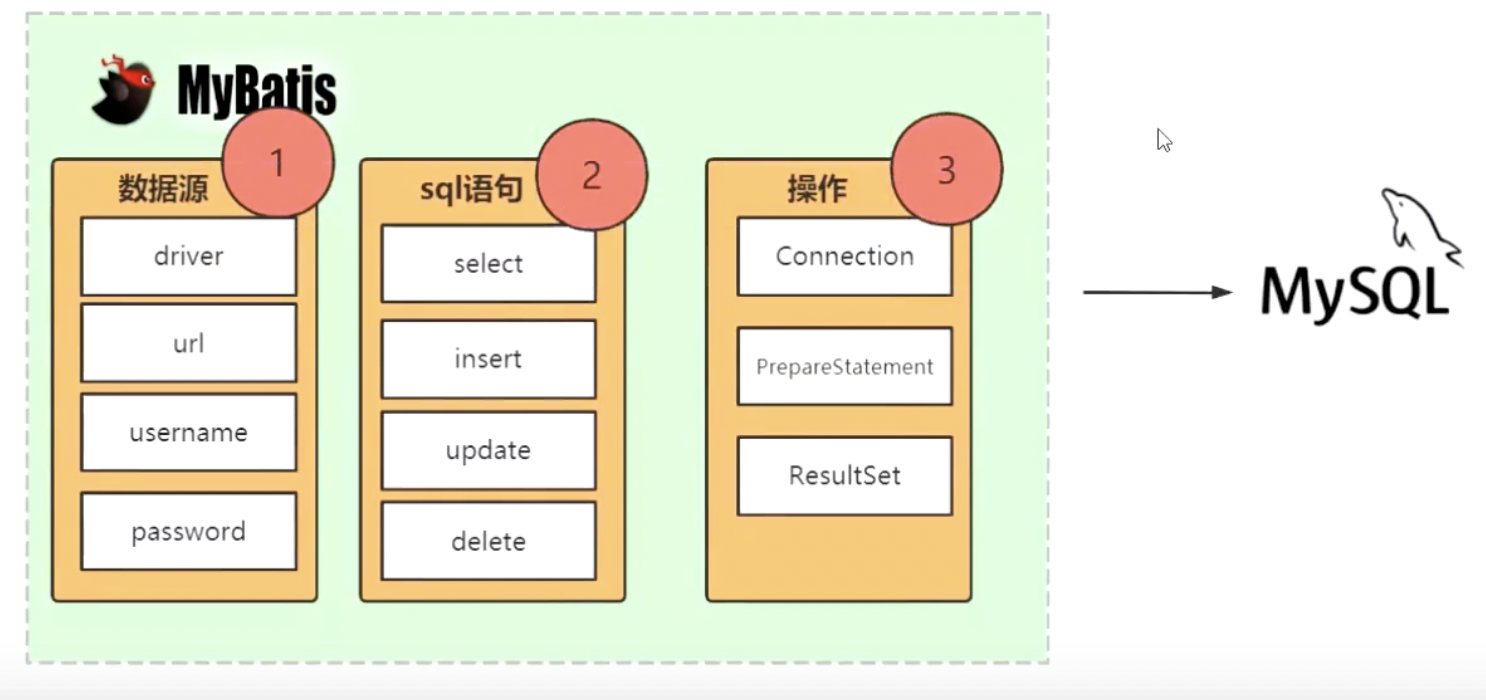 MyBatis
1
数据源
driver
url
username
password
2
sql语句
select
insert
update
delete
3
操作
Connection
PrepareStatement
ResultSet
MySQL